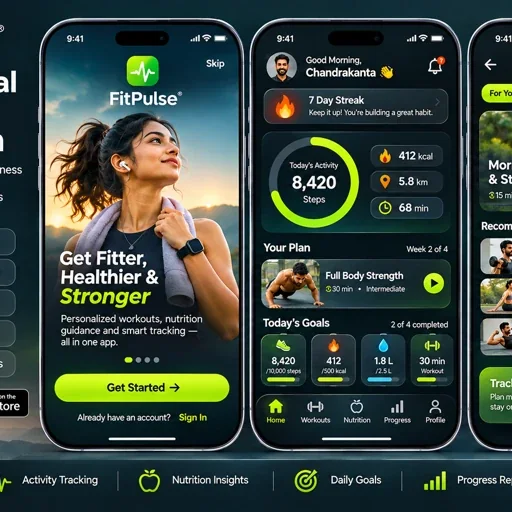 ®
al
iness
s
s
on the
tore
9:41
Skip
FitPulse®
Get Fitter,
Healthier &
Stronger
Personalized workouts, nutrition
guidance and smart tracking —
all in one app.
Get Started →
Already have an account? Sign In
9:41
Good Morning,
Chandrakanta 👋
7 Day Streak
Keep it up! You're building a great habit.
Today's Activity
8,420
Steps
412 kcal
5.8 km
68 min
Your Plan
Week 2 of 4
Full Body Strength
30 min • Intermediate
Today's Goals
2 of 4 completed
8,420
/10,000 steps
412
/500 kcal
1.8 L
/2.5 L
30 min
Workout
Home
Workouts
Nutrition
Progress
Profile
9:41
←
For Yo
Mor
& St
15 mi
Recom
Track
Plan m
stay o
Activity Tracking
Nutrition Insights
Daily Goals
Progress Re